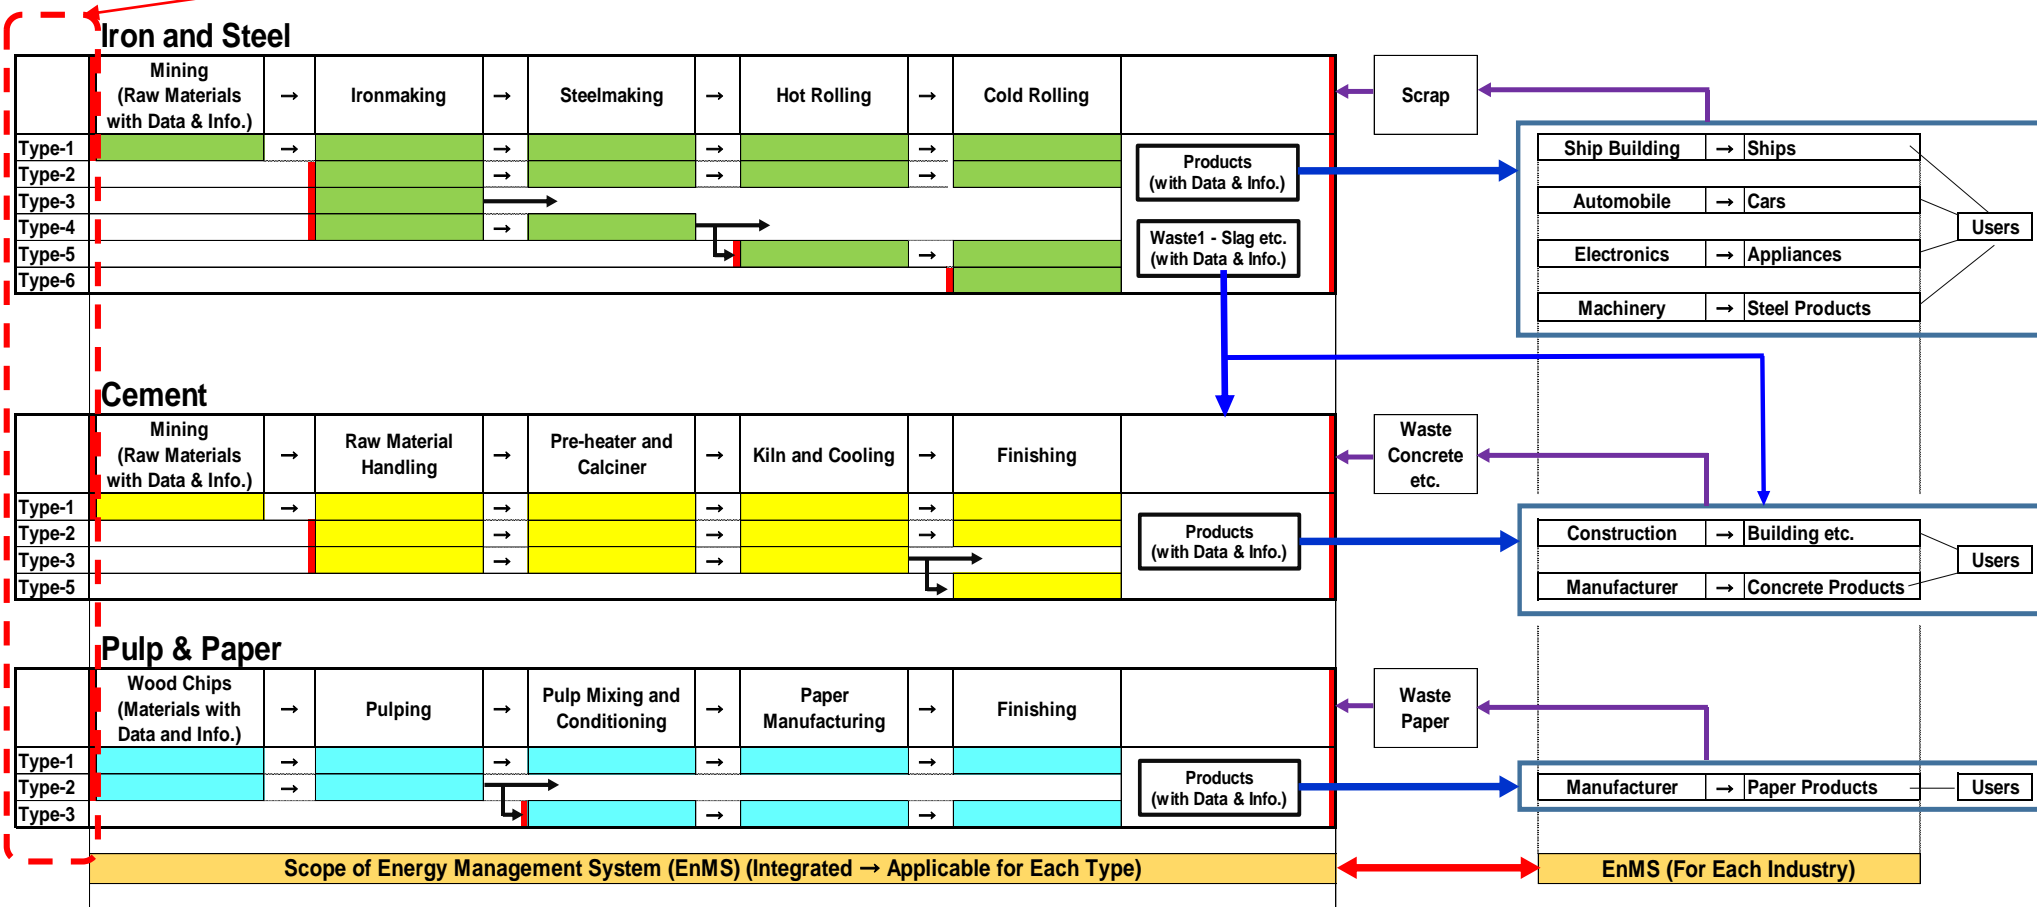 Iron and Steel
Mining
(Raw Materials
with Data & Info.)
→
Ironmaking
→
Steelmaking
→
Hot Rolling
→
Cold Rolling
Scrap
Type-1
→ → → →
Type-2
→ → →
Type-3
Type-4
→
Type-5
→
Type-6
Products
(with Data & Info.)
Waste1 - Slag etc.
(with Data & Info.)
Ship Building → Ships
Automobile → Cars
Electronics → Appliances
Machinery → Steel Products
Users
Cement
Mining
(Raw Materials
with Data & Info.)
→
Raw Material
Handling
→
Pre-heater and
Calciner
→
Kiln and Cooling
→
Finishing
Waste
Concrete
etc.
Type-1
→ → → →
Type-2
→ → →
Type-3
→ →
Type-5
Products
(with Data & Info.)
Construction → Building etc.
Manufacturer → Concrete Products
Users
Pulp & Paper
Wood Chips
(Materials with
Data and Info.)
→
Pulping
→
Pulp Mixing and
Conditioning
→
Paper
Manufacturing
→
Finishing
Waste
Paper
Type-1
→ → → →
Type-2
→
Type-3
→ →
Products
(with Data & Info.)
Manufacturer → Paper Products
Users
Scope of Energy Management System (EnMS) (Integrated → Applicable for Each Type)
EnMS (For Each Industry)